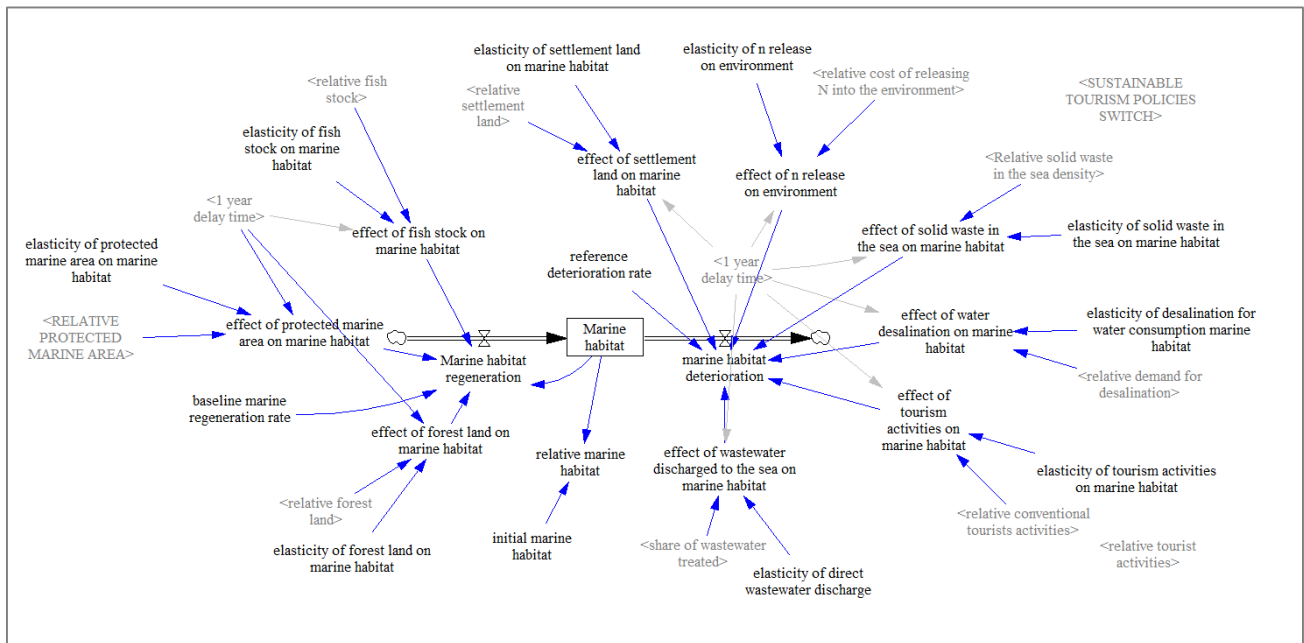 elasticity of settlement land
on marine habitat
elasticity of n release
on environment
<relative fish
stock>
<relative
settlement
land>
<relative cost of releasing
N into the environment>
<SUSTAINABLE
TOURISM POLICIES
SWITCH>
elasticity of fish
stock on marine
habitat
effect of settlement
land on marine
habitat
effect of n release
on environment
<Relative solid waste
in the sea density>
<1 year
delay time>
effect of fish stock on
marine habitat
effect of solid waste in
the sea on marine habitat
elasticity of solid waste in
the sea on marine habitat
elasticity of protected
marine area on marine
habitat
reference
deterioration rate
<1 year
delay time>
<RELATIVE
PROTECTED
MARINE AREA>
effect of protected marine
area on marine habitat
Marine
habitat
effect of water
desalination on marine
habitat
elasticity of desalination for
water consumption marine
habitat
Marine habitat
regeneration
marine habitat
deterioration
<relative demand for
desalination>
baseline marine
regeneration rate
effect of
tourism
activities on
marine habitat
effect of forest land on
marine habitat
relative marine
habitat
effect of wastewater
discharged to the sea on
marine habitat
elasticity of tourism activities
on marine habitat
<relative forest
land>
initial marine
habitat
<relative conventional
tourists activities>
<share of wastewater
treated>
<relative tourist
activities>
elasticity of forest land on
marine habitat
elasticity of direct
wastewater discharge